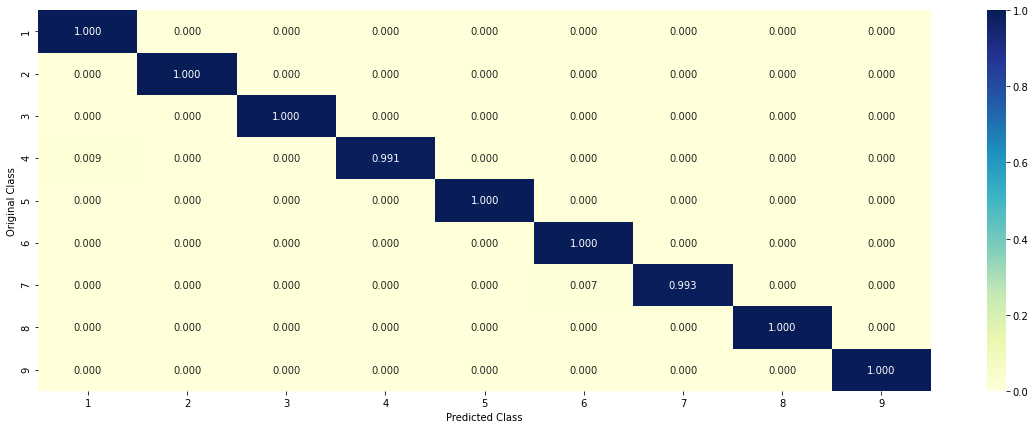 1 1.000 0.000 0.000 0.000 0.000 0.000 0.000 0.000 0.000
2 0.000 1.000 0.000 0.000 0.000 0.000 0.000 0.000 0.000
3 0.000 0.000 1.000 0.000 0.000 0.000 0.000 0.000 0.000
4 0.009 0.000 0.000 0.991 0.000 0.000 0.000 0.000 0.000
5 0.000 0.000 0.000 0.000 1.000 0.000 0.000 0.000 0.000
6 0.000 0.000 0.000 0.000 0.000 1.000 0.000 0.000 0.000
7 0.000 0.000 0.000 0.000 0.000 0.007 0.993 0.000 0.000
8 0.000 0.000 0.000 0.000 0.000 0.000 0.000 1.000 0.000
9 0.000 0.000 0.000 0.000 0.000 0.000 0.000 0.000 1.000
Original Class
1 2 3 4 5 6 7 8 9
Predicted Class
1.0
0.8
0.6
0.4
0.2
0.0